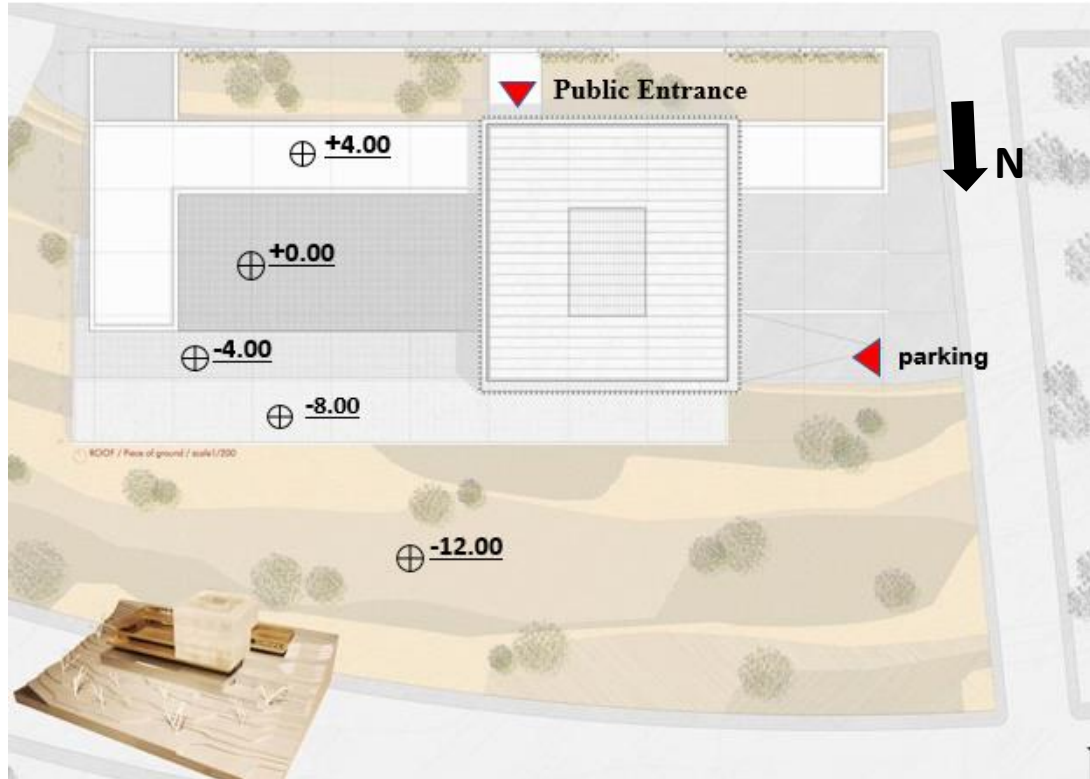 Public Entrance
+4.00
N
+0.00
-4.00
parking
-8.00
ROOF / Piece of ground / scale1/200
-12.00